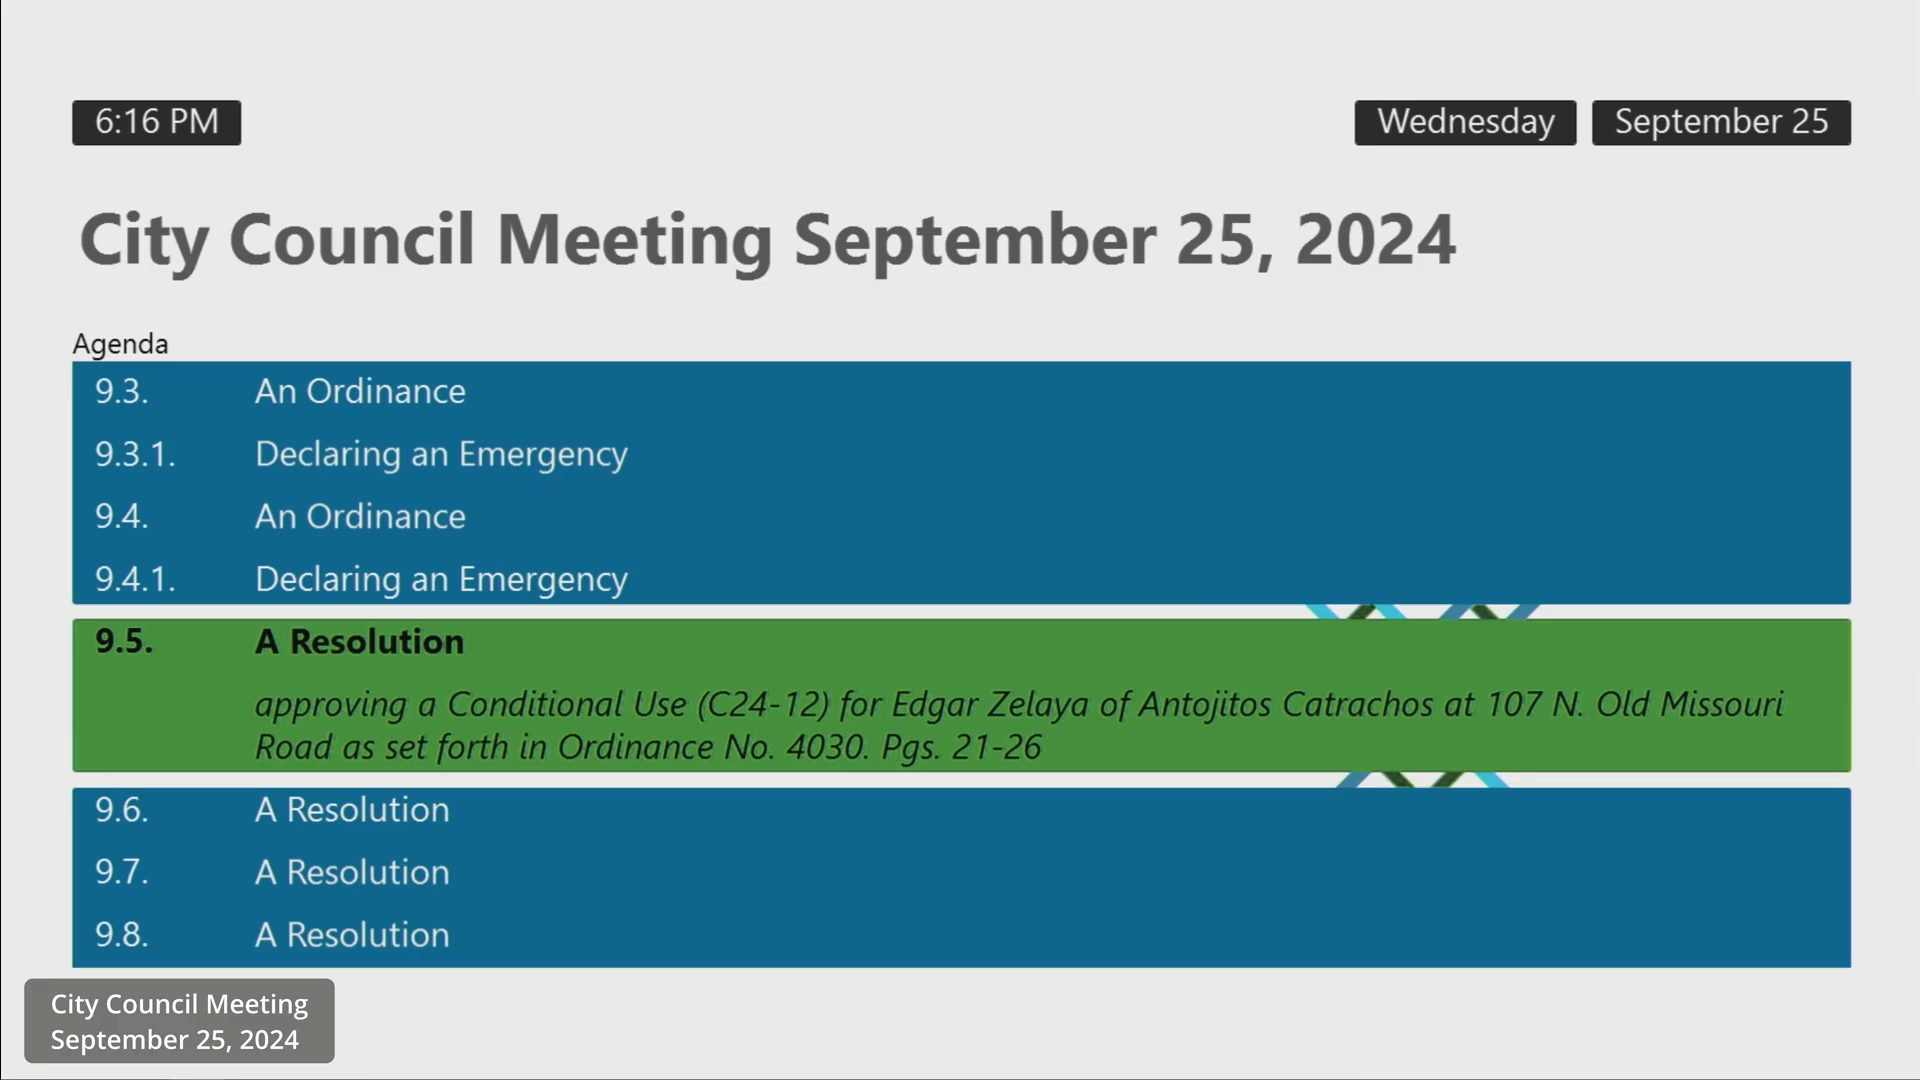 6:16 PM
Wednesday
September 25
City Council Meeting September 25, 2024
Agenda
9.3. An Ordinance
9.3.1. Declaring an Emergency
9.4. An Ordinance
9.4.1. Declaring an Emergency
9.5. A Resolution
approving a Conditional Use (C24-12) for Edgar Zelaya of Antojitos Catrachos at 107 N. Old Missouri
Road as set forth in Ordinance No. 4030. Pgs. 21-26
9.6. A Resolution
9.7. A Resolution
9.8. A Resolution
City Council Meeting
September 25, 2024